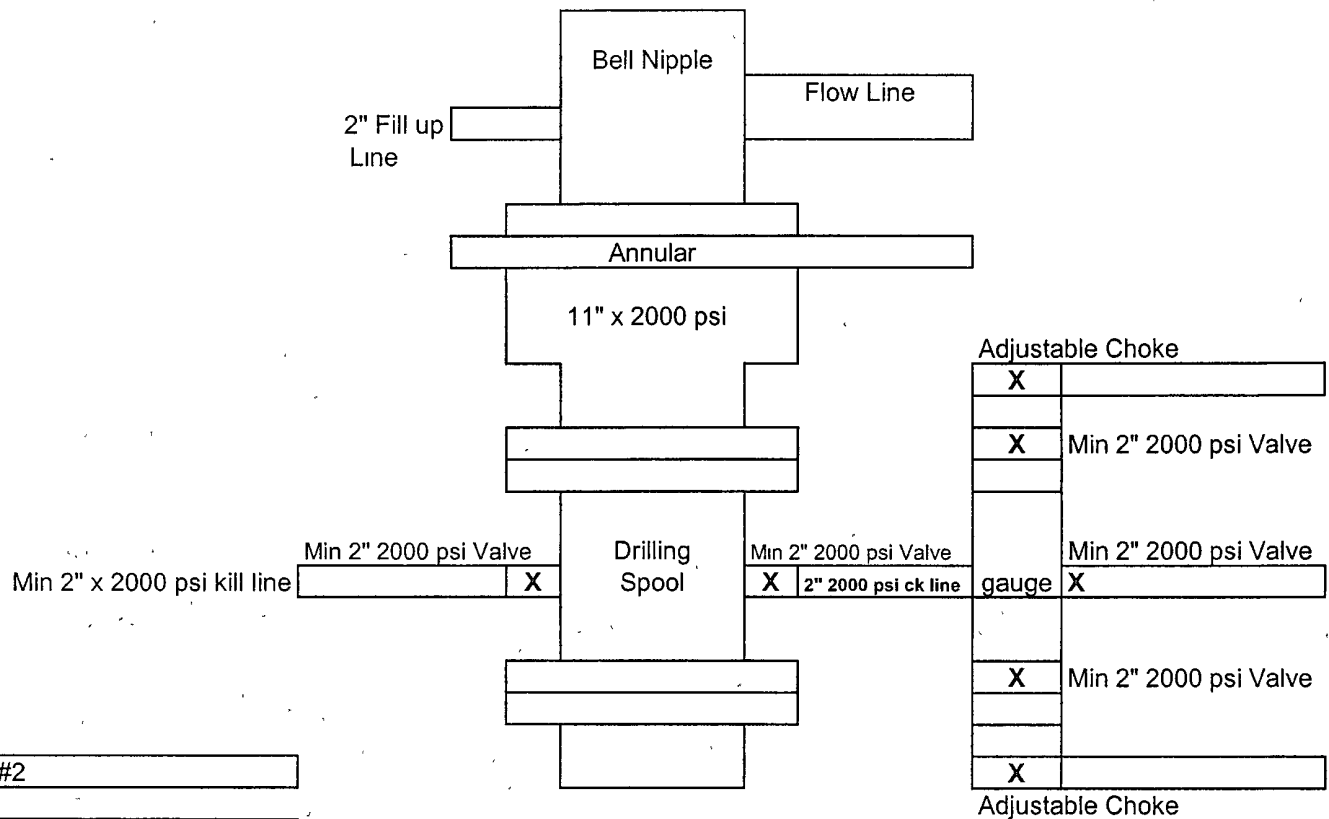 Bell Nipple
Flow Line
2" Fill up
Line
Annular
11" x 2000 psi
Adjustable Choke
X
X Min 2" 2000 psi Valve
Min 2" 2000 psi Valve
Drilling
Spool
Min 2" 2000 psi Valve
Min 2" 2000 psi Valve
Min 2" x 2000 psi kill line
X
X 2" 2000 psi ck line gauge X
X Min 2" 2000 psi Valve
#2
X
Adjustable Choke